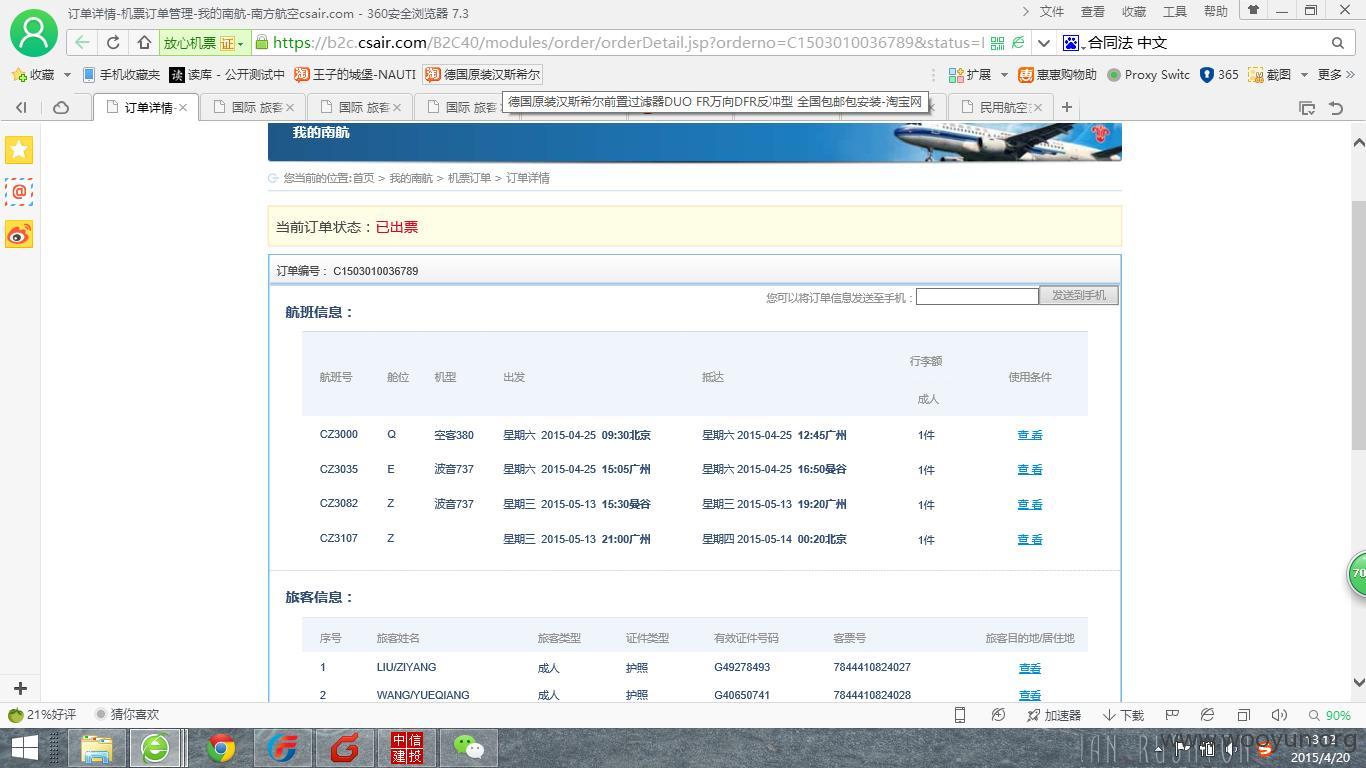 订单详情-机票订单管理-我的南航-南方航空csair.com - 360安全浏览器 7.3
文件 查看 收藏 工具 帮助
放心机票 证 https://b2c.csair.com/B2C40/modules/order/orderDetail.jsp?orderno=C1503010036789&status=
合同法 中文
收藏 手机收藏夹 读 读库 - 公开测试中 淘 王子的城堡-NAUTI 淘 德国原装汉斯希尔 扩展 惠惠购物助 Proxy Switc 365 截图 更多 »
德国原装汉斯希尔前置过滤器DUO FR万向DFR反冲型 全国包邮包安装-淘宝网
订单详情- 国际 旅客 国际 旅客 国际 旅客 民用航空
我的南航
您当前的位置:首页 > 我的南航 > 机票订单 > 订单详情
当前订单状态：已出票
订单编号： C1503010036789
您可以将订单信息发送至手机： 发送到手机
航班信息：
航班号 舱位 机型 出发 抵达 行李额 使用条件
成人
CZ3000 Q 空客380 星期六 2015-04-25 09:30北京 星期六 2015-04-25 12:45广州 1件 查看
CZ3035 E 波音737 星期六 2015-04-25 15:05广州 星期六 2015-04-25 16:50曼谷 1件 查看
CZ3082 Z 波音737 星期三 2015-05-13 15:30曼谷 星期三 2015-05-13 19:20广州 1件 查看
CZ3107 Z 星期三 2015-05-13 21:00广州 星期四 2015-05-14 00:20北京 1件 查看
旅客信息：
序号 旅客姓名 旅客类型 证件类型 有效证件号码 客票号 旅客目的地/居住地
1 LIU/ZIYANG 成人 护照 G49278493 7844410824027 查看
2 WANG/YUEQIANG 成人 护照 G40650741 7844410824028 查看
70
21%好评 猜你喜欢 加速器 下载 90%
中信建投
www.wooyun.org
13:12
2015/4/20